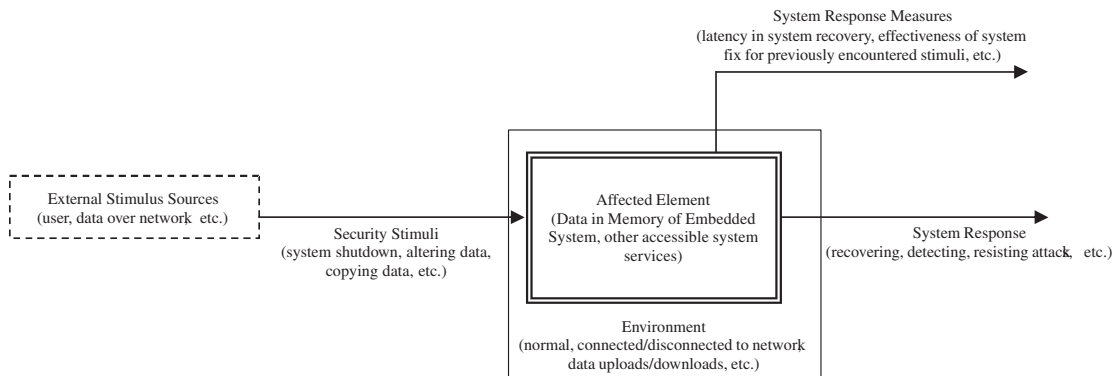 System Response Measures
(latency in system recovery, effectiveness of system
fix for previously encountered stimuli, etc.)
External Stimulus Sources
(user, data over network, etc.)
Security Stimuli
(system shutdown, altering data,
copying data, etc.)
Affected Element
(Data in Memory of Embedded
System, other accessible system
services)
System Response
(recovering, detecting, resisting attack, etc.)
Environment
(normal, connected/disconnected to network,
data uploads/downloads, etc.)